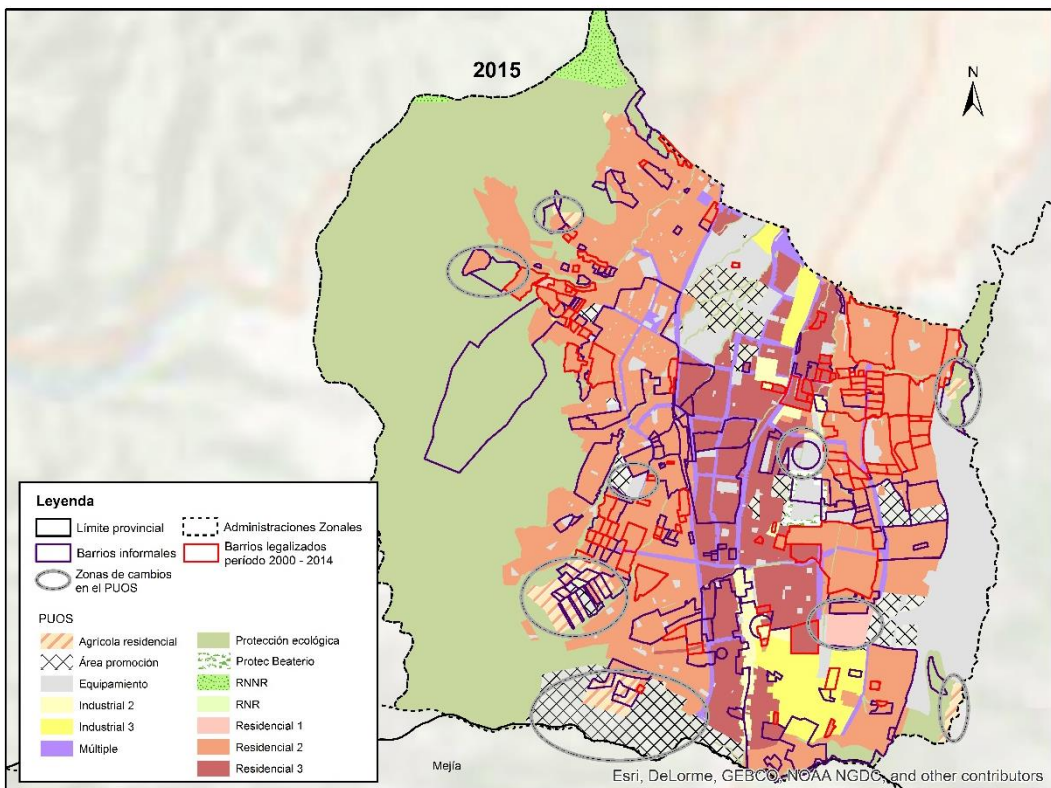 2015
N
Leyenda
Límite provincial
Administraciones Zonales
Barrios informales
Barrios legalizados
período 2000 - 2014
Zonas de cambios
en el PUOS
PUOS
Agrícola residencial
Área promoción
Equipamiento
Industrial 2
Industrial 3
Múltiple
Protección ecológica
Protec Beaterio
RNNR
RNR
Residencial 1
Residencial 2
Residencial 3
Mejía
Esri, DeLorme, GEBCO, NOAA NGDC, and other contributors